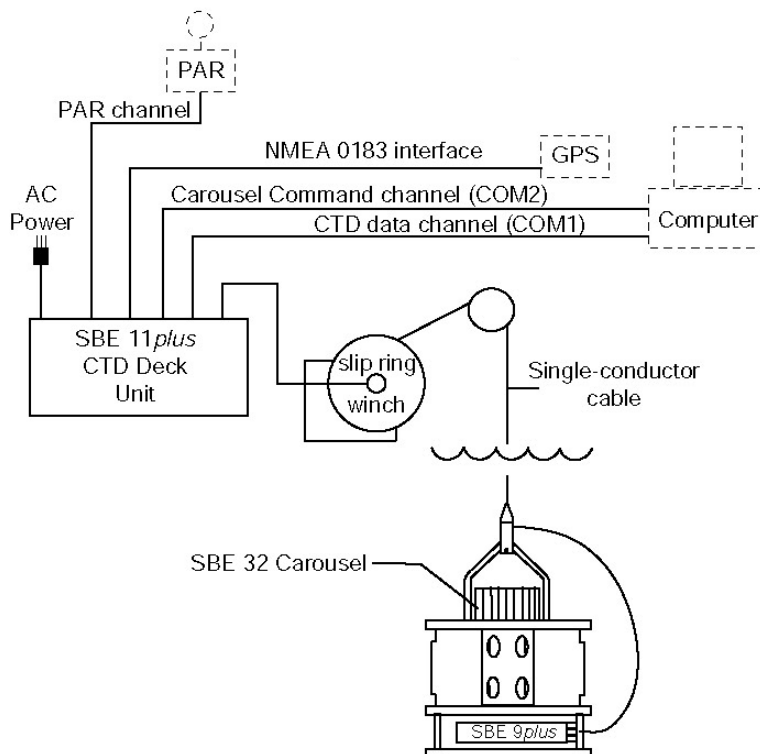 PAR
PAR channel
NMEA 0183 interface
GPS
AC
Power
Carousel Command channel (COM2)
CTD data channel (COM1)
Computer
SBE 11plus
CTD Deck
Unit
slip ring
winch
Single-conductor
cable
SBE 32 Carousel
SBE 9plus